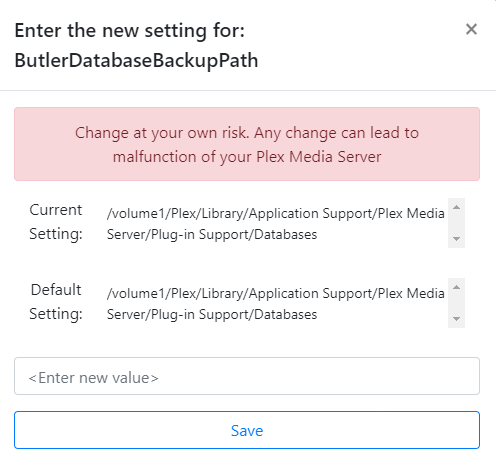 Enter the new setting for:
ButlerDatabaseBackupPath
×
Change at your own risk. Any change can lead to
malfunction of your Plex Media Server
Current
Setting:
/volume1/Plex/Library/Application Support/Plex Media
Server/Plug-in Support/Databases
Default
Setting:
/volume1/Plex/Library/Application Support/Plex Media
Server/Plug-in Support/Databases
<Enter new value>
Save